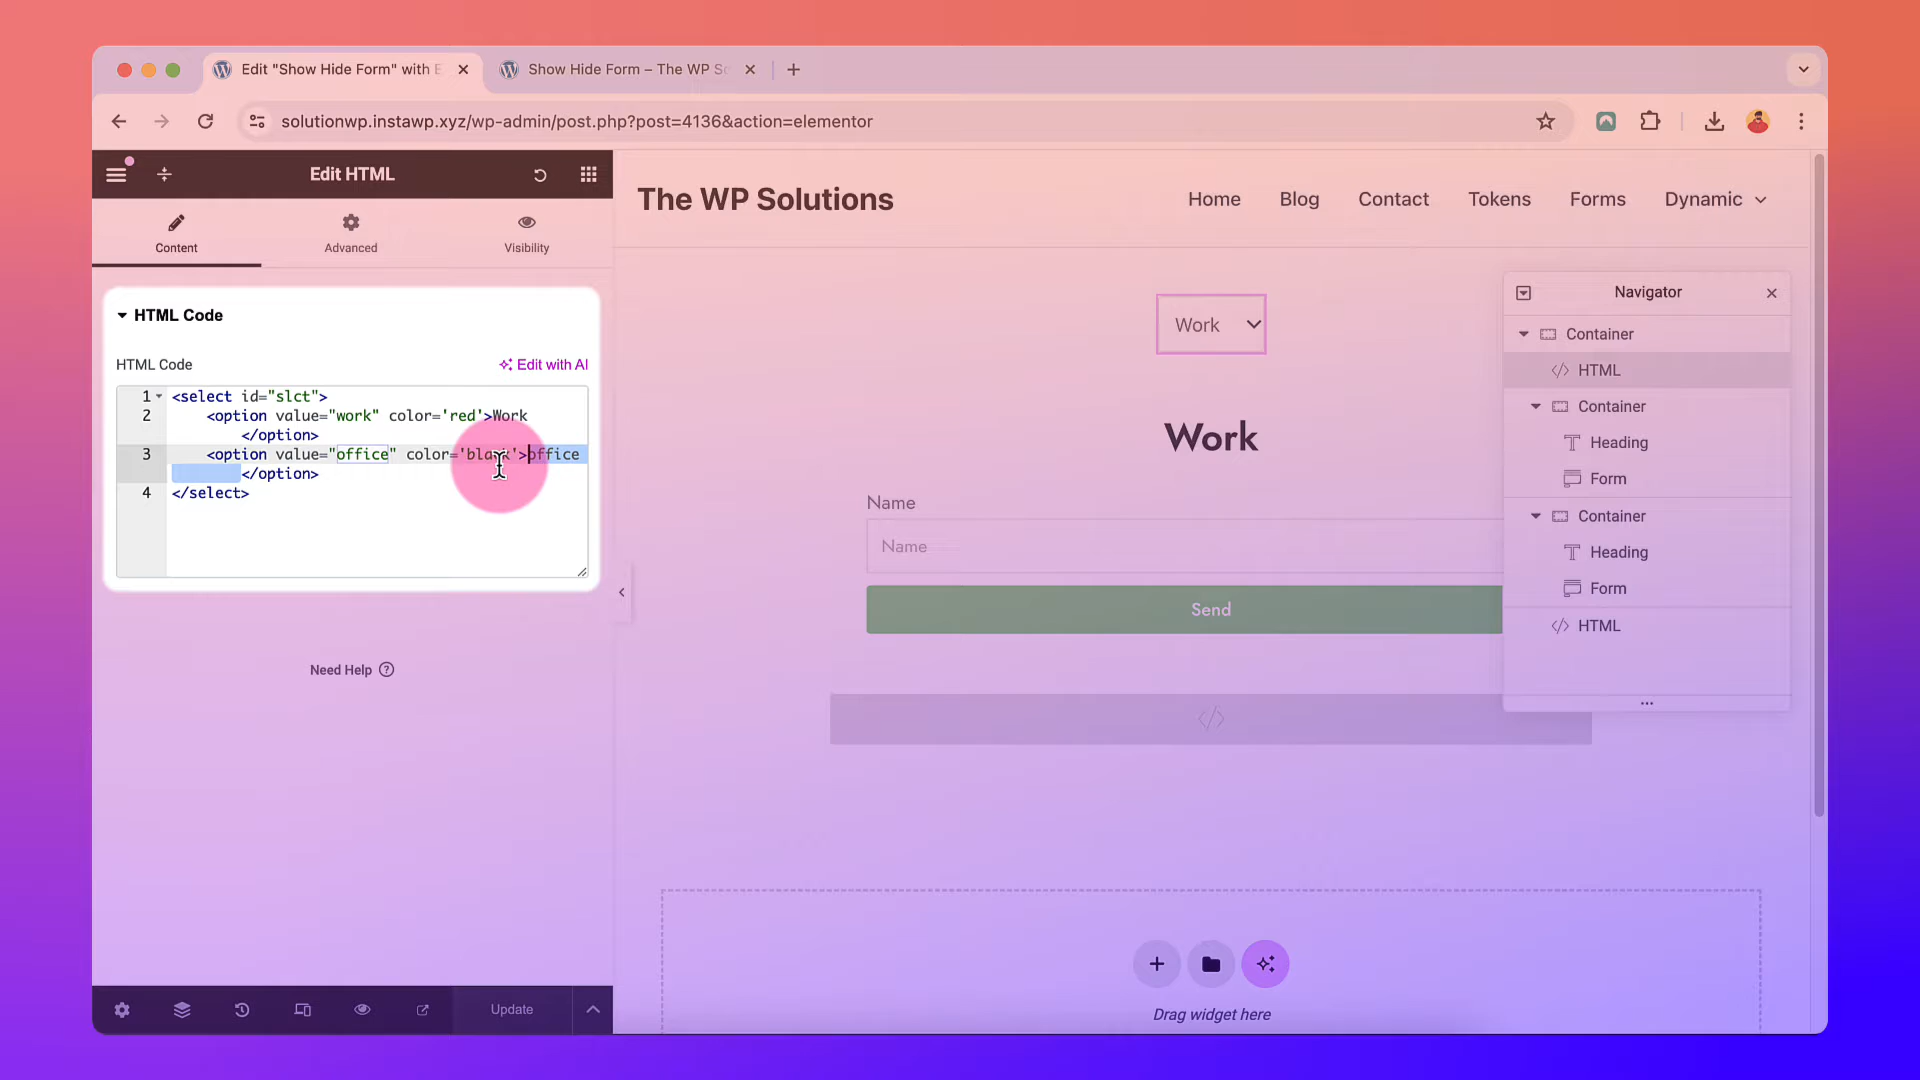 Edit "Show Hide Form" with E
Show Hide Form – The WP So
solutionwp.instawp.xyz/wp-admin/post.php?post=4136&action=elementor
Edit HTML
Content
Advanced
Visibility
HTML Code
HTML Code
Edit with AI
1 <select id="slct">
2 <option value="work" color='red'>Work
</option>
3 <option value="office" color='black'>office
</option>
4 </select>
Need Help
Update
The WP Solutions
Home
Blog
Contact
Tokens
Forms
Dynamic
Work
Work
Name
Name
Send
Drag widget here
Navigator
Container
HTML
Container
Heading
Form
Container
Heading
Form
HTML